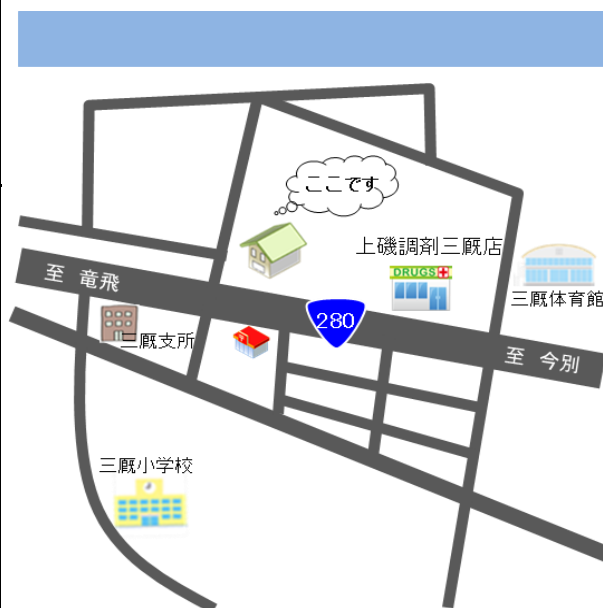 ここです
上磯調剤三厩店
DRUGS
三厩体育館
至 竜飛
280
三厩支所
至 今別
三厩小学校